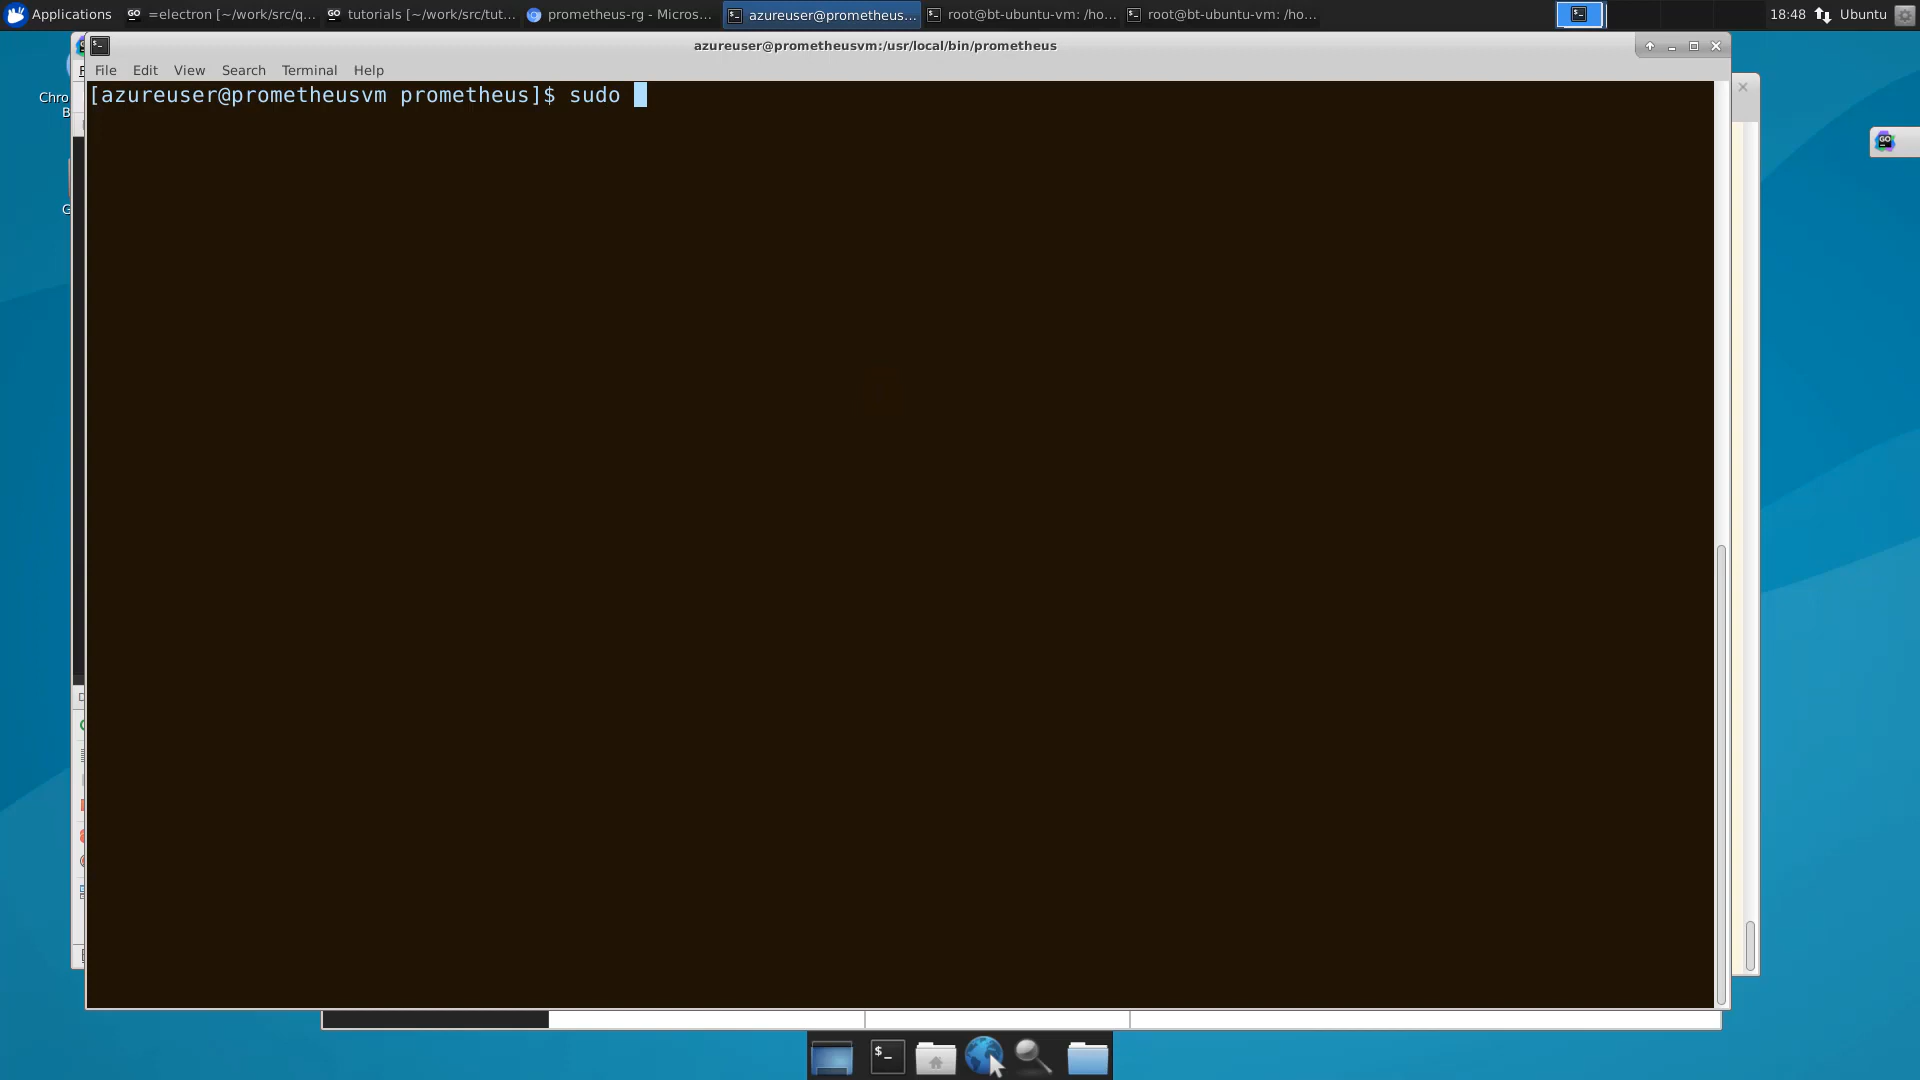 Applications
=electron [~/work/src/q...
tutorials [~/work/src/tut...
prometheus-rg - Micros...
azureuser@prometheus...
root@bt-ubuntu-vm: /ho...
root@bt-ubuntu-vm: /ho...
18:48
Ubuntu
azureuser@prometheusvm:/usr/local/bin/prometheus
File Edit View Search Terminal Help
[azureuser@prometheusvm prometheus]$ sudo
Chro
B
G